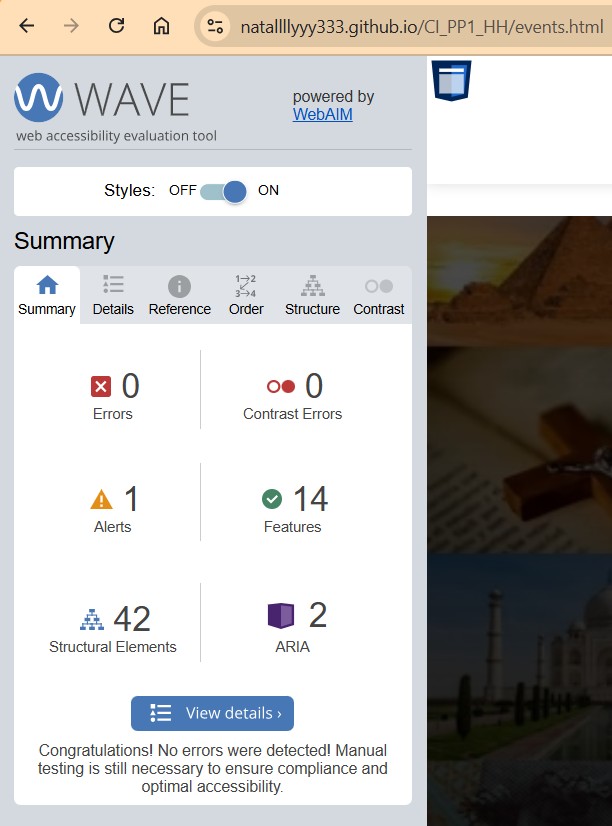 natallllyyy333.github.io/CI_PP1_HH/events.html
WAVE
web accessibility evaluation tool
powered by
WebAIM
Styles: OFF ON
Summary
Summary Details Reference Order Structure Contrast
1→2
3→4
0
Errors
0
Contrast Errors
1
Alerts
14
Features
42
Structural Elements
2
ARIA
View details ›
Congratulations! No errors were detected! Manual
testing is still necessary to ensure compliance and
optimal accessibility.